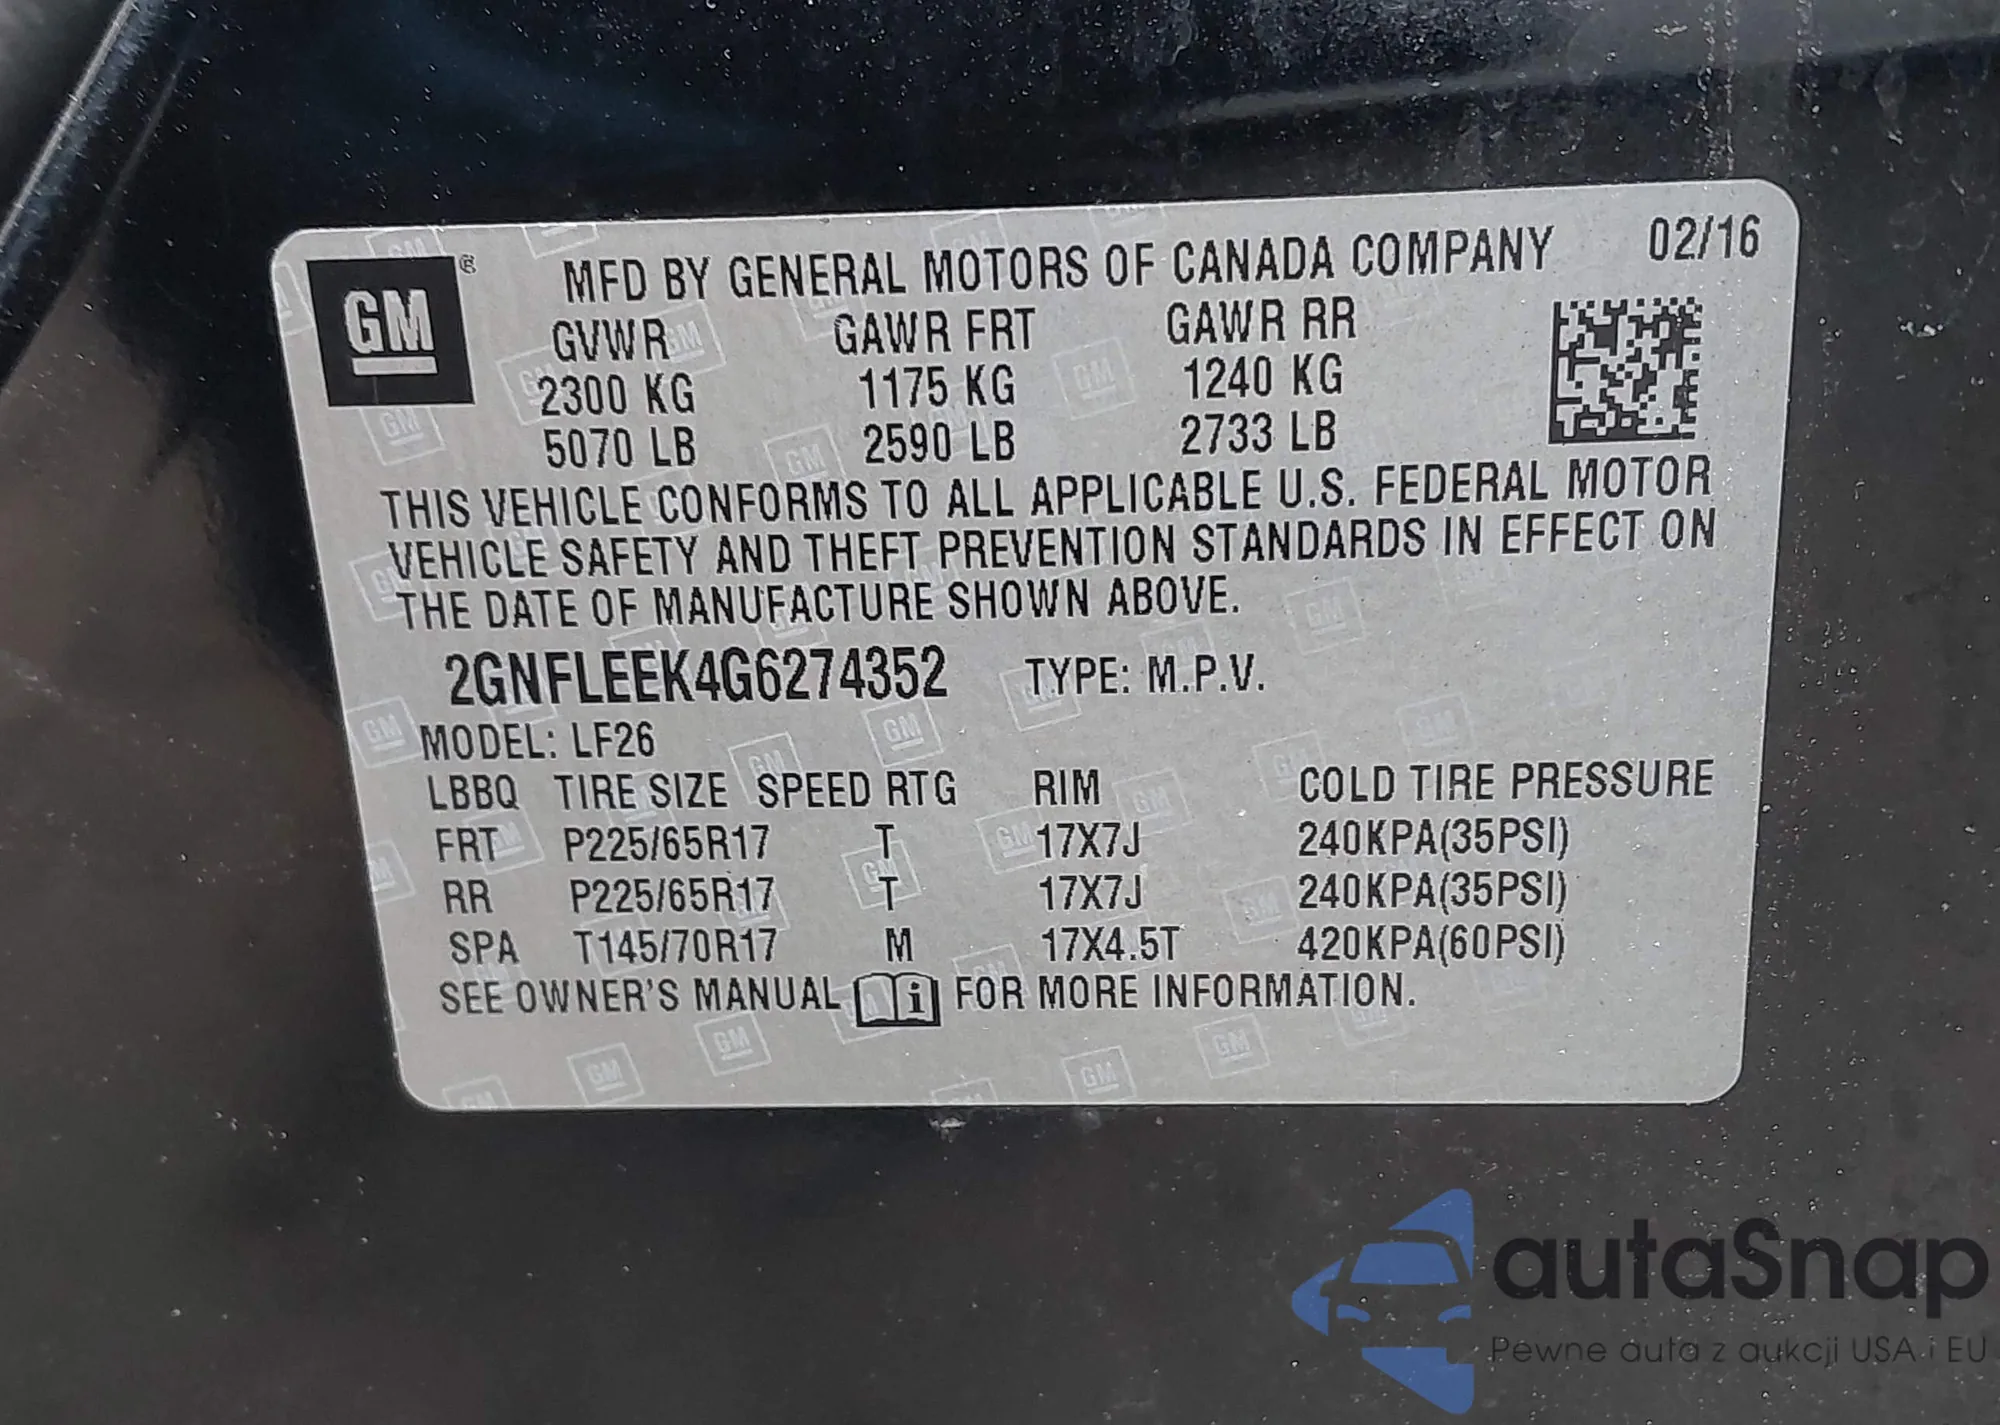 GM ® MFD BY GENERAL MOTORS OF CANADA COMPANY 02/16
GVWR GAWR FRT GAWR RR
2300 KG 1175 KG 1240 KG
5070 LB 2590 LB 2733 LB
THIS VEHICLE CONFORMS TO ALL APPLICABLE U.S. FEDERAL MOTOR
VEHICLE SAFETY AND THEFT PREVENTION STANDARDS IN EFFECT ON
THE DATE OF MANUFACTURE SHOWN ABOVE.
2GNFLEEK4G6274352 TYPE: M.P.V.
MODEL: LF26
LBBQ TIRE SIZE SPEED RTG RIM COLD TIRE PRESSURE
FRT P225/65R17 T 17X7J 240KPA(35PSI)
RR P225/65R17 T 17X7J 240KPA(35PSI)
SPA T145/70R17 M 17X4.5T 420KPA(60PSI)
SEE OWNER'S MANUAL i FOR MORE INFORMATION.
autaSnap
Pewne auta z aukcji USA i EU